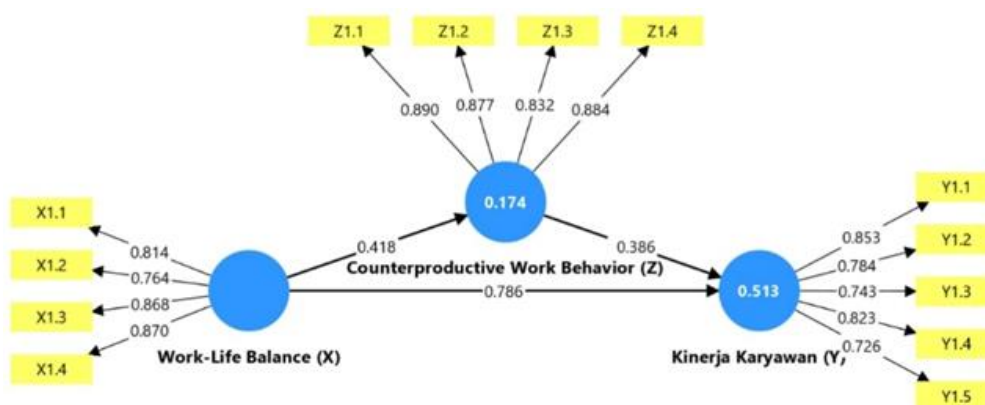 Z1.1
Z1.2
Z1.3
Z1.4
0.890
0.877
0.832
0.884
0.174
X1.1
X1.2
X1.3
X1.4
0.814
0.764
0.868
0.870
0.418
0.386
Counterproductive Work Behavior (Z)
0.786
Work-Life Balance (X)
0.513
Kinerja Karyawan (Y,
0.853
0.784
0.743
0.823
0.726
Y1.1
Y1.2
Y1.3
Y1.4
Y1.5